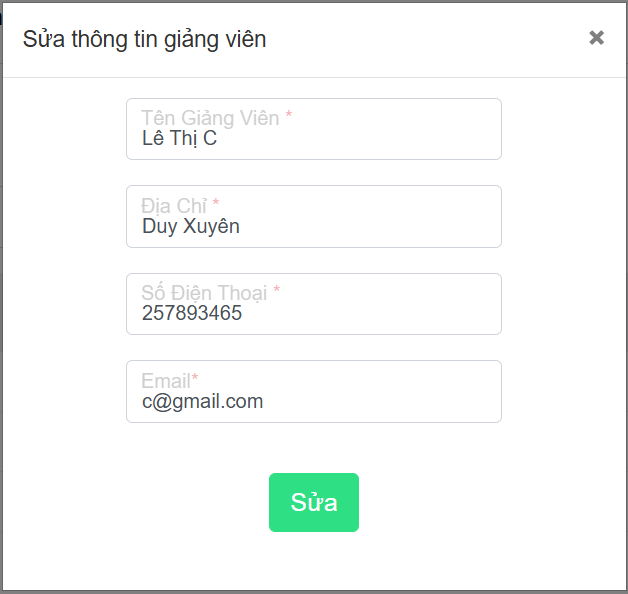 Sửa thông tin giảng viên
Tên Giảng Viên *
Lê Thị C
Địa Chỉ *
Duy Xuyên
Số Điện Thoại *
257893465
Email*
c@gmail.com
Sửa